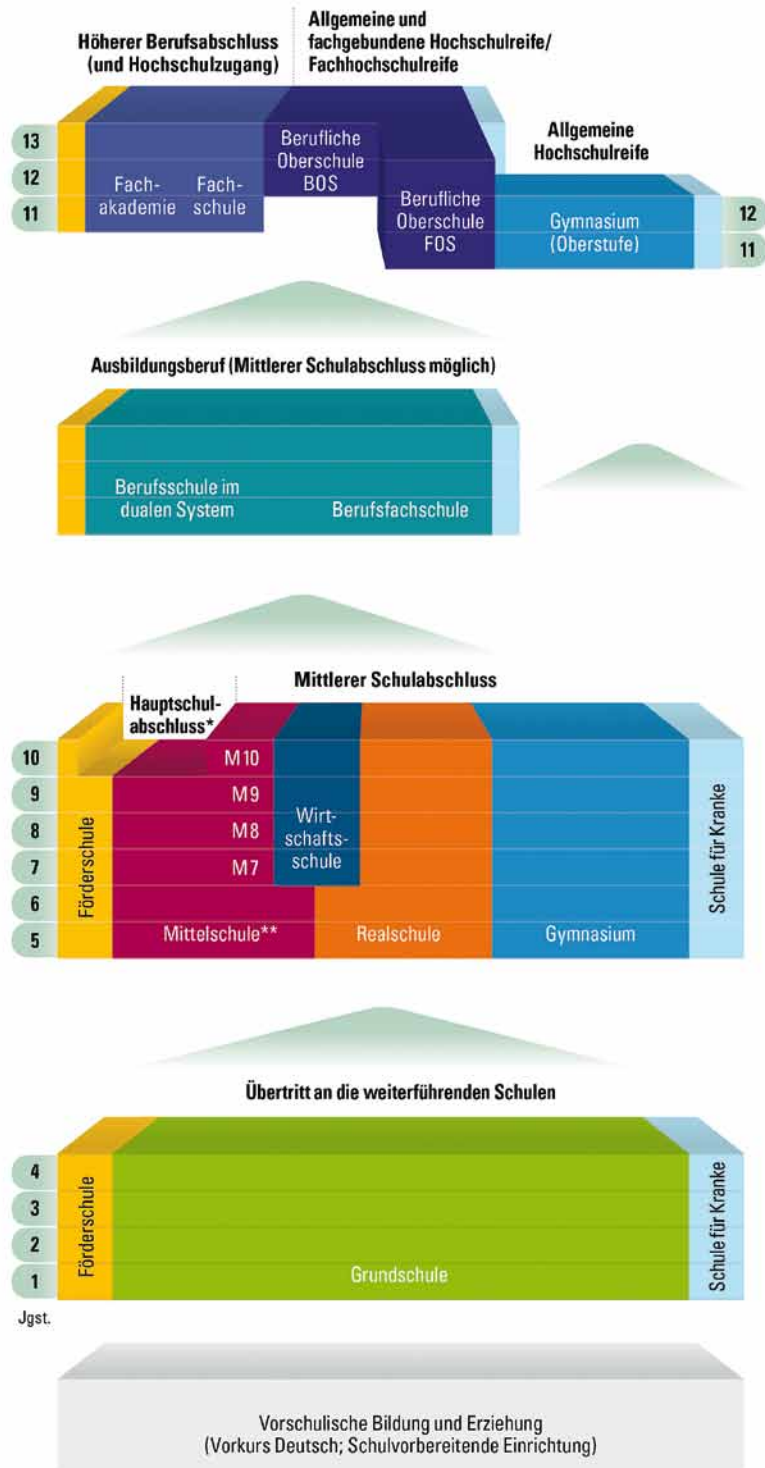 Höherer Berufsabschluss
(und Hochschulzugang)
Allgemeine und
fachgebundene Hochschulreife/
Fachhochschulreife
Allgemeine
Hochschulreife
13
12
11
Fach-
akademie
Fach-
schule
Berufliche
Oberschule
BOS
Berufliche
Oberschule
FOS
Gymnasium
(Oberstufe)
12
11
Ausbildungsberuf (Mittlerer Schulabschluss möglich)
Berufsschule im
dualen System
Berufsfachschule
Mittlerer Schulabschluss
Hauptschul-
abschluss*
10
9
8
7
6
5
Förderschule
M10
M9
M8
M7
Mittelschule**
Wirt-
schafts-
schule
Realschule
Gymnasium
Schule für Kranke
Übertritt an die weiterführenden Schulen
4
3
2
1
Jgst.
Förderschule
Grundschule
Schule für Kranke
Vorschulische Bildung und Erziehung
(Vorkurs Deutsch; Schulvorbereitende Einrichtung)